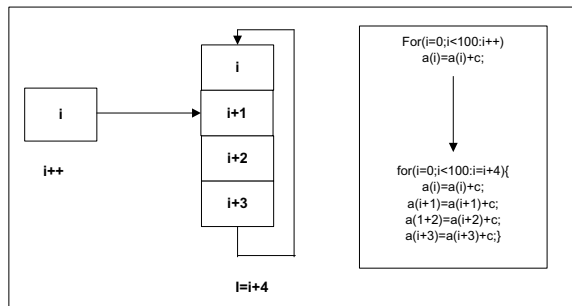 i
i++
i
i+1
i+2
i+3
I=i+4
For(i=0;i<100:i++)
a(i)=a(i)+c;
for(i=0;i<100:i=i+4){
a(i)=a(i)+c;
a(i+1)=a(i+1)+c;
a(1+2)=a(i+2)+c;
a(i+3)=a(i+3)+c;}